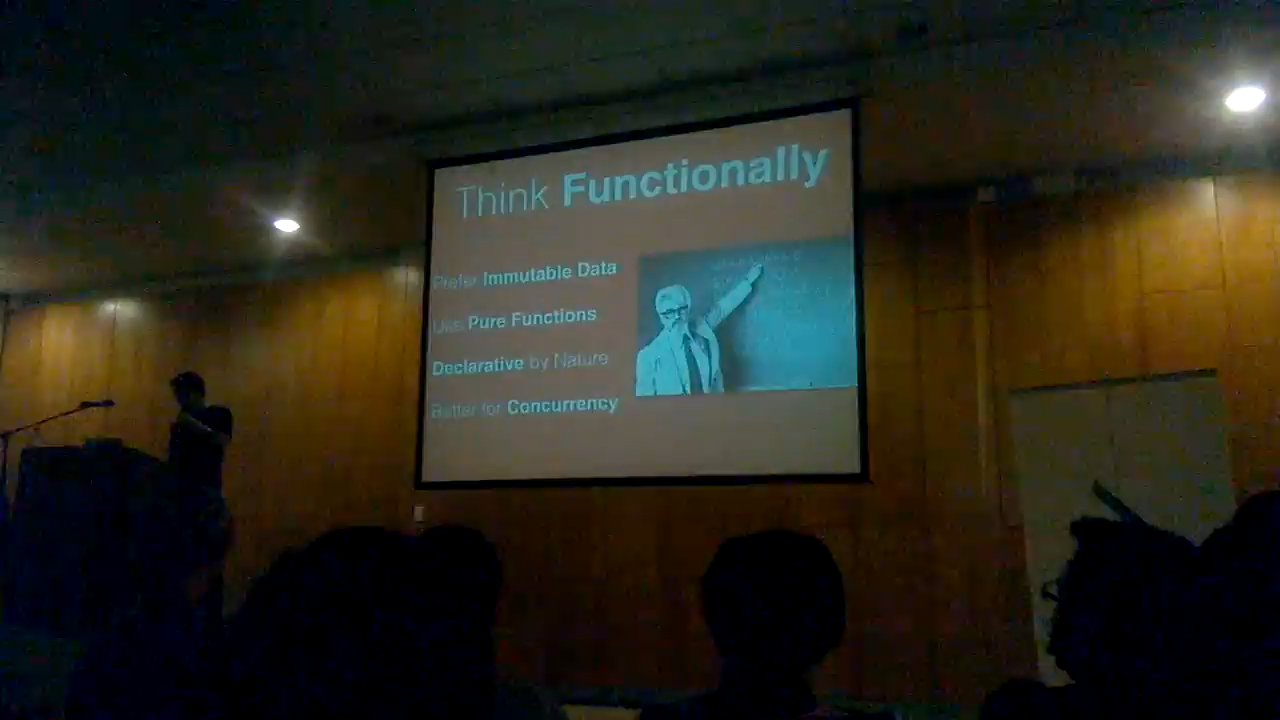 Think Functionally
Prefer Immutable Data
Use Pure Functions
Declarative by Nature
Better for Concurrency